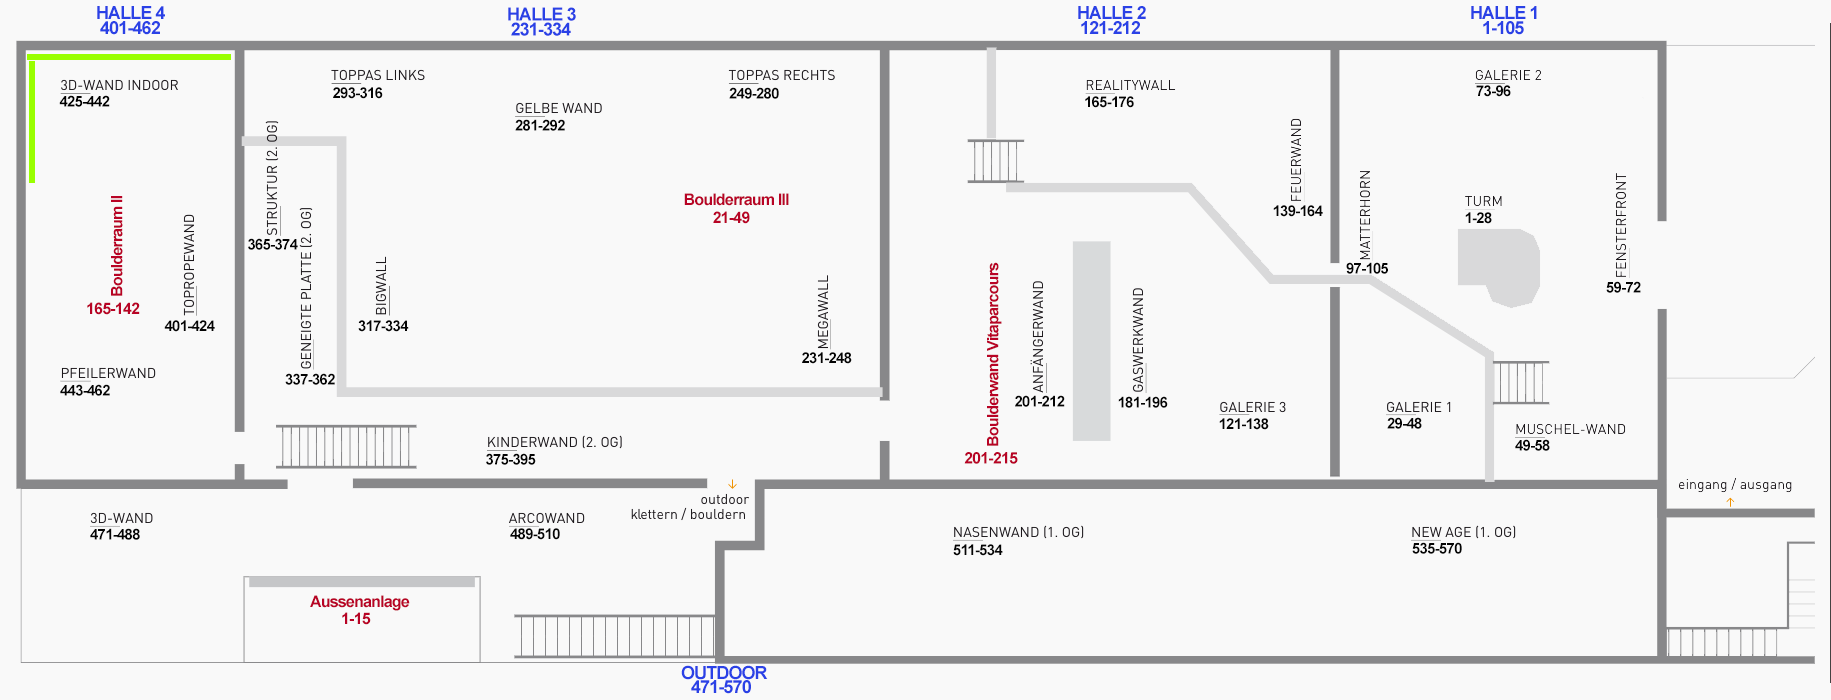 HALLE 4
401-462
HALLE 3
231-334
HALLE 2
121-212
HALLE 1
1-105
3D-WAND INDOOR
425-442
Boulderraum II
165-142
TOPROPEWAND
401-424
PFEILERWAND
443-462
TOPPAS LINKS
293-316
GELBE WAND
281-292
TOPPAS RECHTS
249-280
STRUKTUR (2. OG)
365-374
GENEIGTE PLATTE (2. OG)
337-362
BIGWALL
317-334
Boulderraum III
21-49
MEGAWALL
231-248
KINDERWAND (2. OG)
375-395
REALITYWALL
165-176
FEUERWAND
139-164
Boulderwand Vitaparcours
201-215
ANFÄNGERWAND
201-212
GASWERKWAND
181-196
GALERIE 3
121-138
GALERIE 2
73-96
MATTERHORN
97-105
TURM
1-28
FENSTERFRONT
59-72
GALERIE 1
29-48
MUSCHEL-WAND
49-58
eingang / ausgang
outdoor
klettern / bouldern
3D-WAND
471-488
ARCOWAND
489-510
NASENWAND (1. OG)
511-534
NEW AGE (1. OG)
535-570
Aussenanlage
1-15
OUTDOOR
471-570